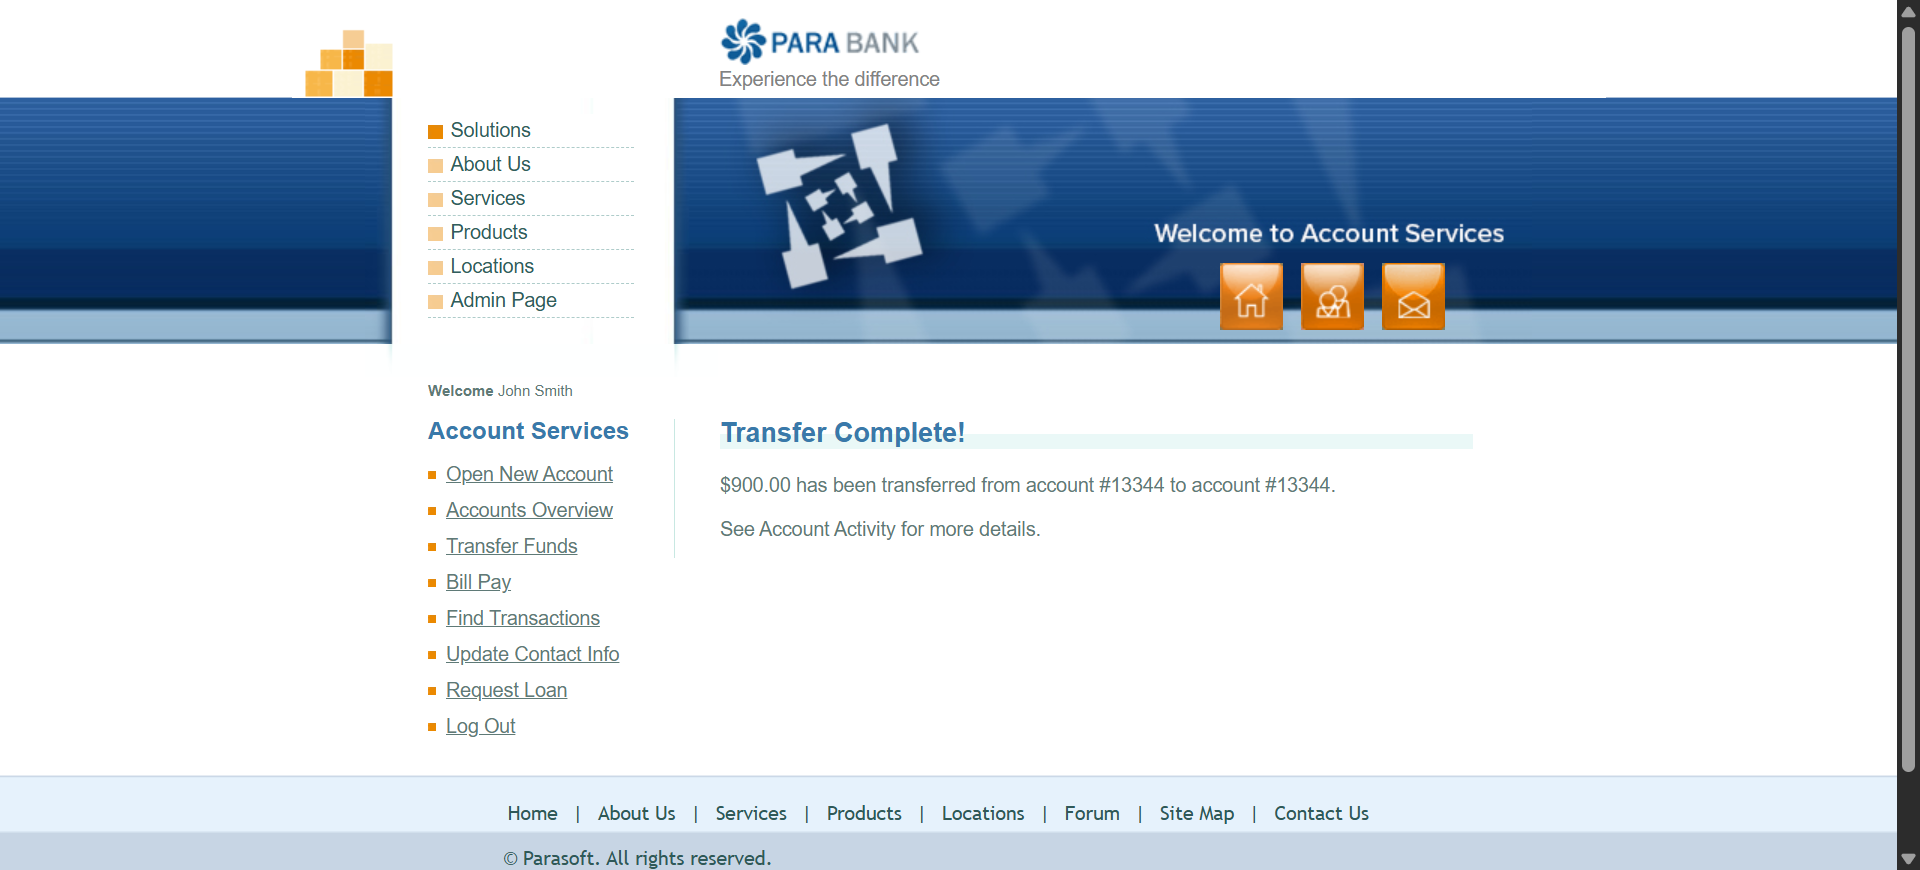 PARA BANK
Experience the difference
Solutions
About Us
Services
Products
Locations
Admin Page
Welcome to Account Services
Welcome John Smith
Account Services
Open New Account
Accounts Overview
Transfer Funds
Bill Pay
Find Transactions
Update Contact Info
Request Loan
Log Out
Transfer Complete!
$900.00 has been transferred from account #13344 to account #13344.
See Account Activity for more details.
Home | About Us | Services | Products | Locations | Forum | Site Map | Contact Us
© Parasoft. All rights reserved.